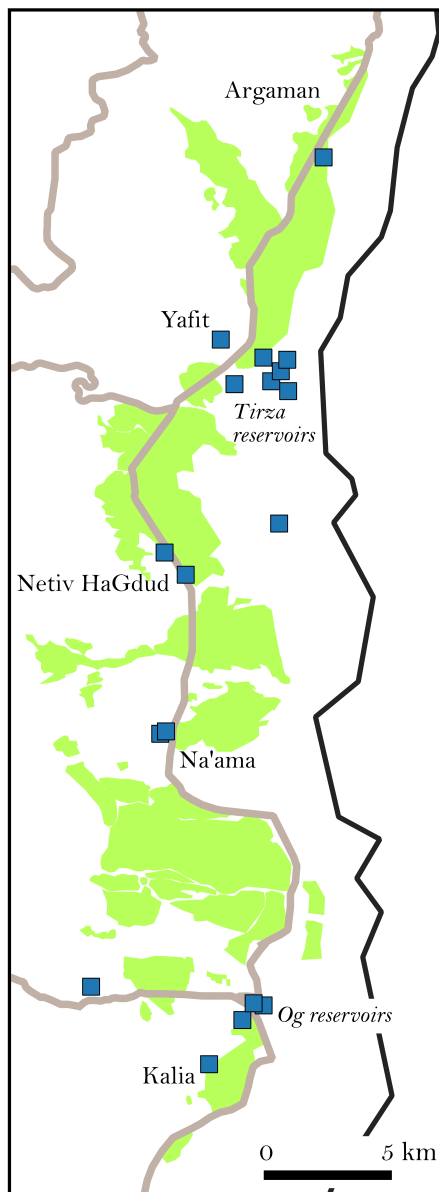 Argaman
Yafit
Tirza
reservoirs
Netiv HaGdud
Na'ama
Og reservoirs
Kalia
0 5 km